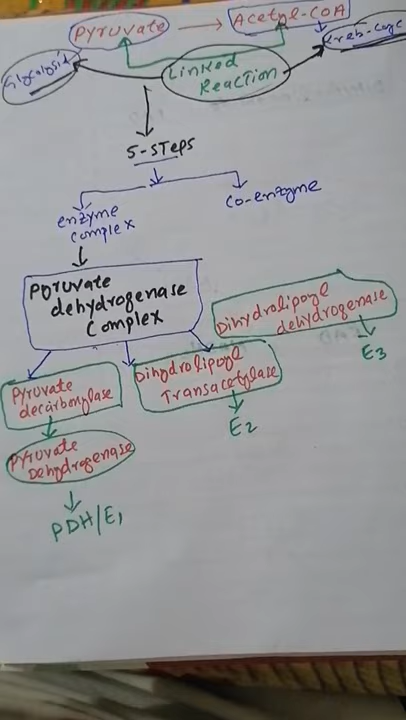 Pyruvate → Acetyl-COA
Glycolysis
Linked
Reaction
Kreb-Cycle
5-STEPS
enzyme
complex
Co-enzyme
Pyruvate
dehydrogenase
Complex
Dihydrolipoyl
dehydrogenase
E3
Pyruvate
decarboxylase
Dihydrolipoyl
Transacetylase
E2
Pyruvate
Dehydrogenase
PDH/E1